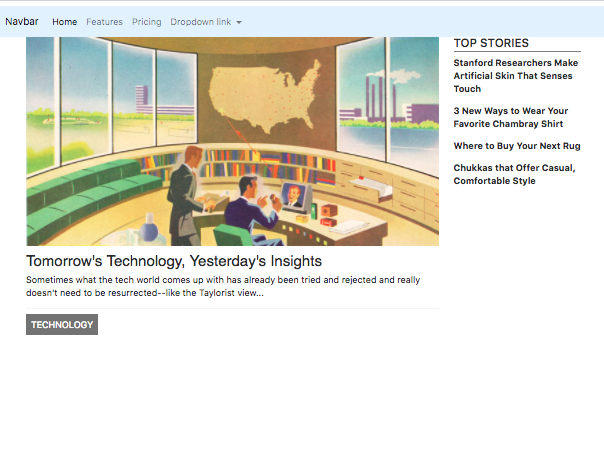 Navbar Home Features Pricing Dropdown link
TOP STORIES
Stanford Researchers Make
Artificial Skin That Senses
Touch
3 New Ways to Wear Your
Favorite Chambray Shirt
Where to Buy Your Next Rug
Chukkas that Offer Casual,
Comfortable Style
Tomorrow's Technology, Yesterday's Insights
Sometimes what the tech world comes up with has already been tried and rejected and really
doesn't need to be resurrected--like the Taylorist view...
TECHNOLOGY